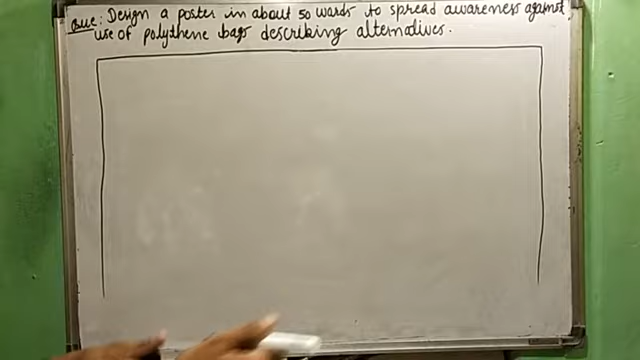 Que: Design a poster in about 50 words to spread awareness against
use of polythene bags describing alternatives.